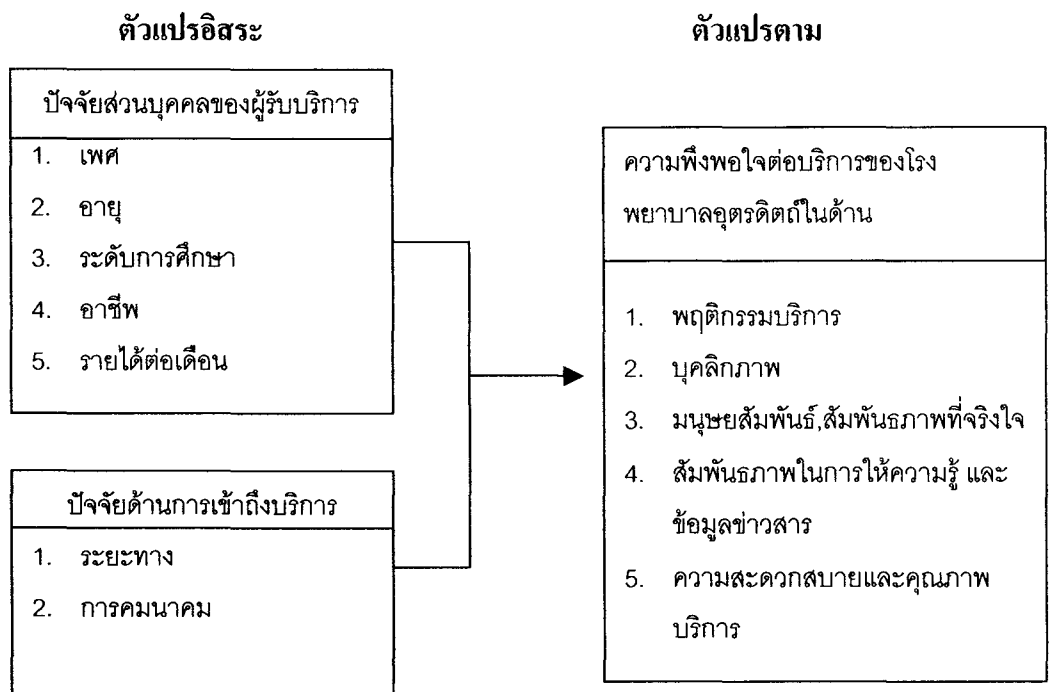 ตัวแปรอิสระ
ตัวแปรตาม
ปัจจัยส่วนบุคคลของผู้รับบริการ
1. เพศ
2. อายุ
3. ระดับการศึกษา
4. อาชีพ
5. รายได้ต่อเดือน
ปัจจัยด้านการเข้าถึงบริการ
1. ระยะทาง
2. การคมนาคม
ความพึงพอใจต่อบริการของโรง
พยาบาลอุตรดิตถ์ในด้าน
1. พฤติกรรมบริการ
2. บุคลิกภาพ
3. มนุษยสัมพันธ์,สัมพันธภาพที่จริงใจ
4. สัมพันธภาพในการให้ความรู้ และ
ข้อมูลข่าวสาร
5. ความสะดวกสบายและคุณภาพ
บริการ